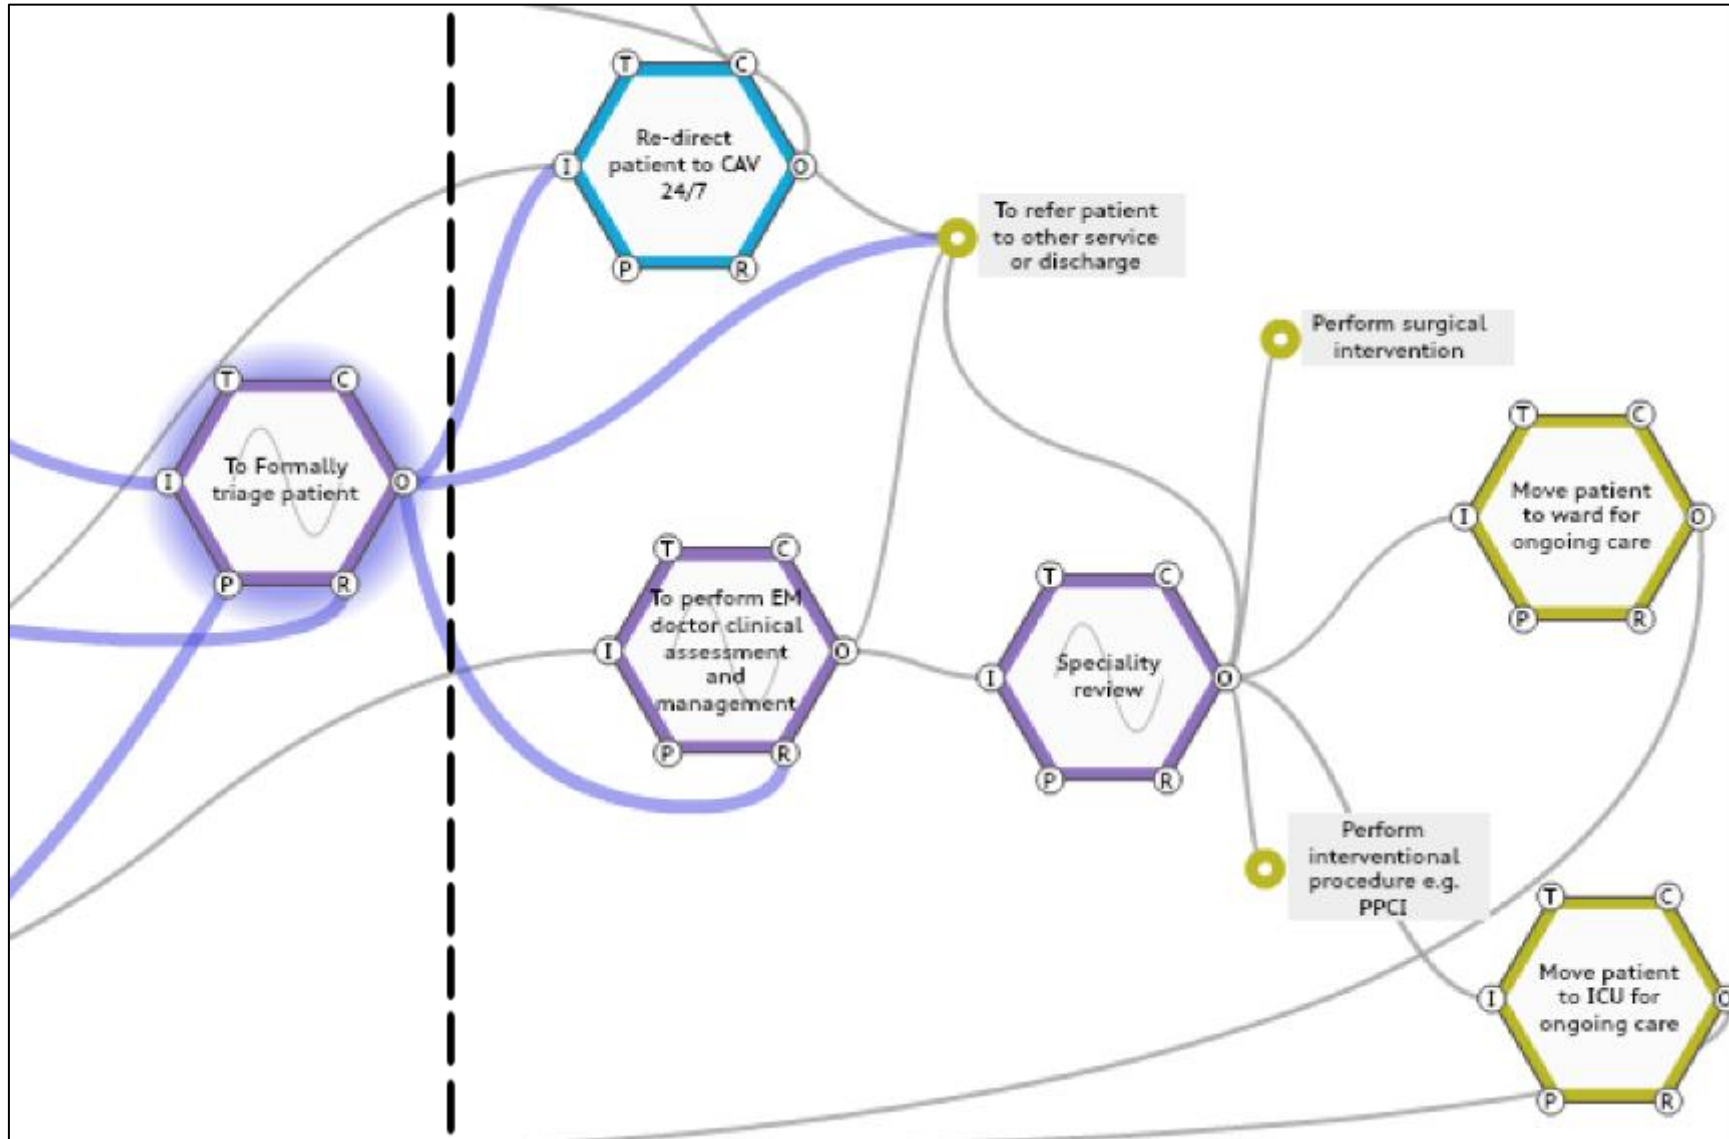 T
C
Re-direct
patient to CAV
24/7
I
O
P
R
To refer patient
to other service
or discharge
Perform surgical
intervention
T
C
To Formally
triage patient
I
O
P
R
T
C
Move patient
to ward for
ongoing care
I
O
P
R
T
C
To perform EM
doctor clinical
assessment
and
management
I
O
P
R
T
C
Speciality
review
I
O
P
R
Perform
interventional
procedure e.g.
PPCI
T
C
Move patient
to ICU for
ongoing care
I
O
P
R